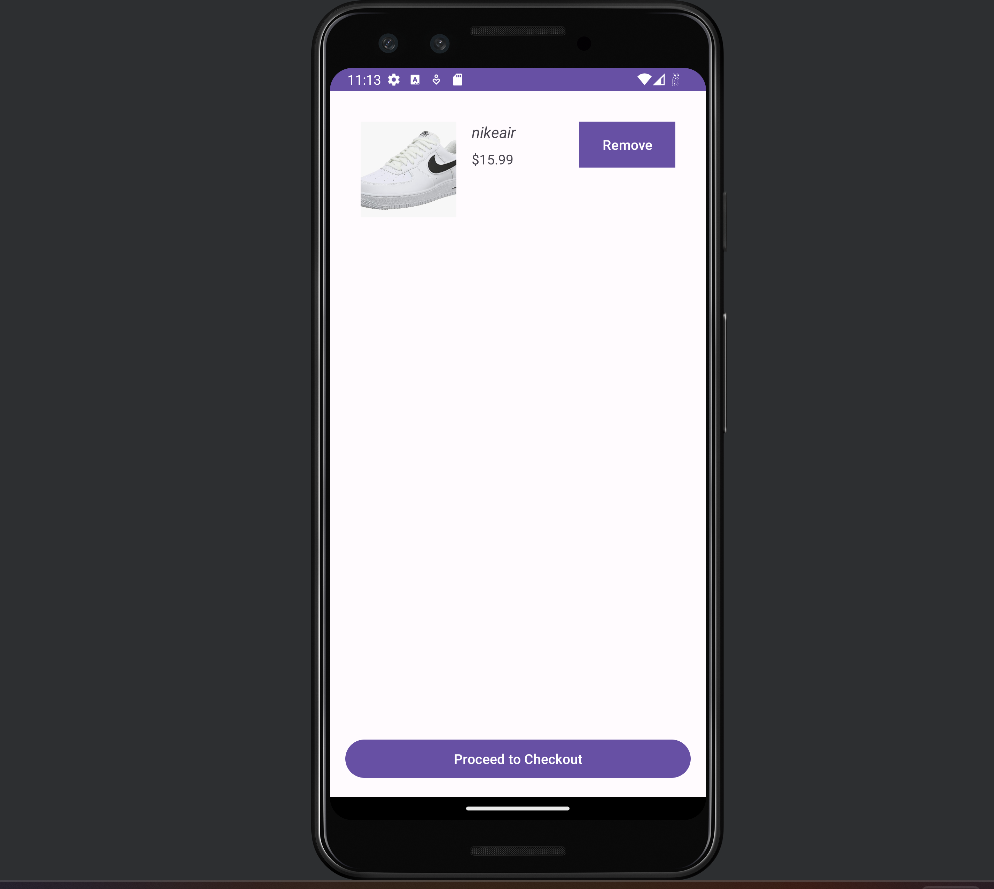 11:13
nikeair
$15.99
Remove
Proceed to Checkout